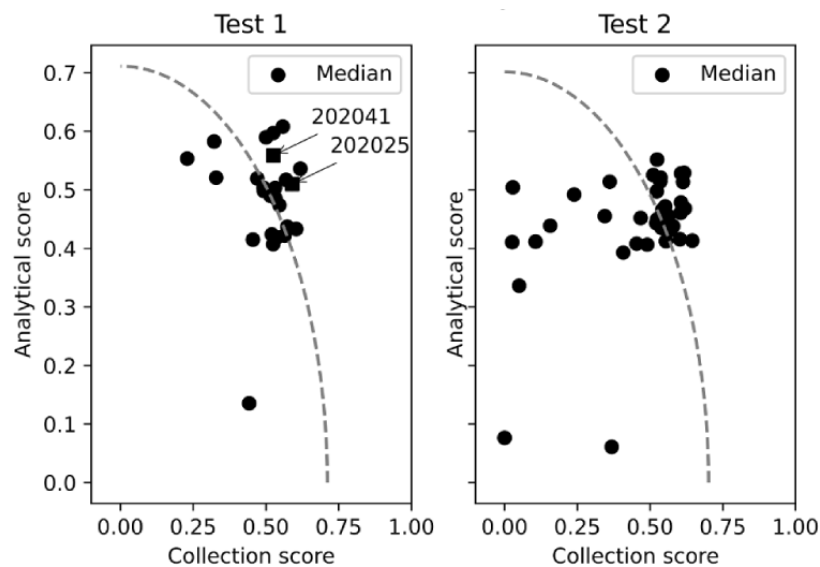 Test 1
Test 2
Median
Median
202041
202025
Analytical score
0.7
0.6
0.5
0.4
0.3
0.2
0.1
0.0
Analytical score
0.00
0.25
0.50
0.75
1.00
0.00
0.25
0.50
0.75
1.00
Collection score
Collection score